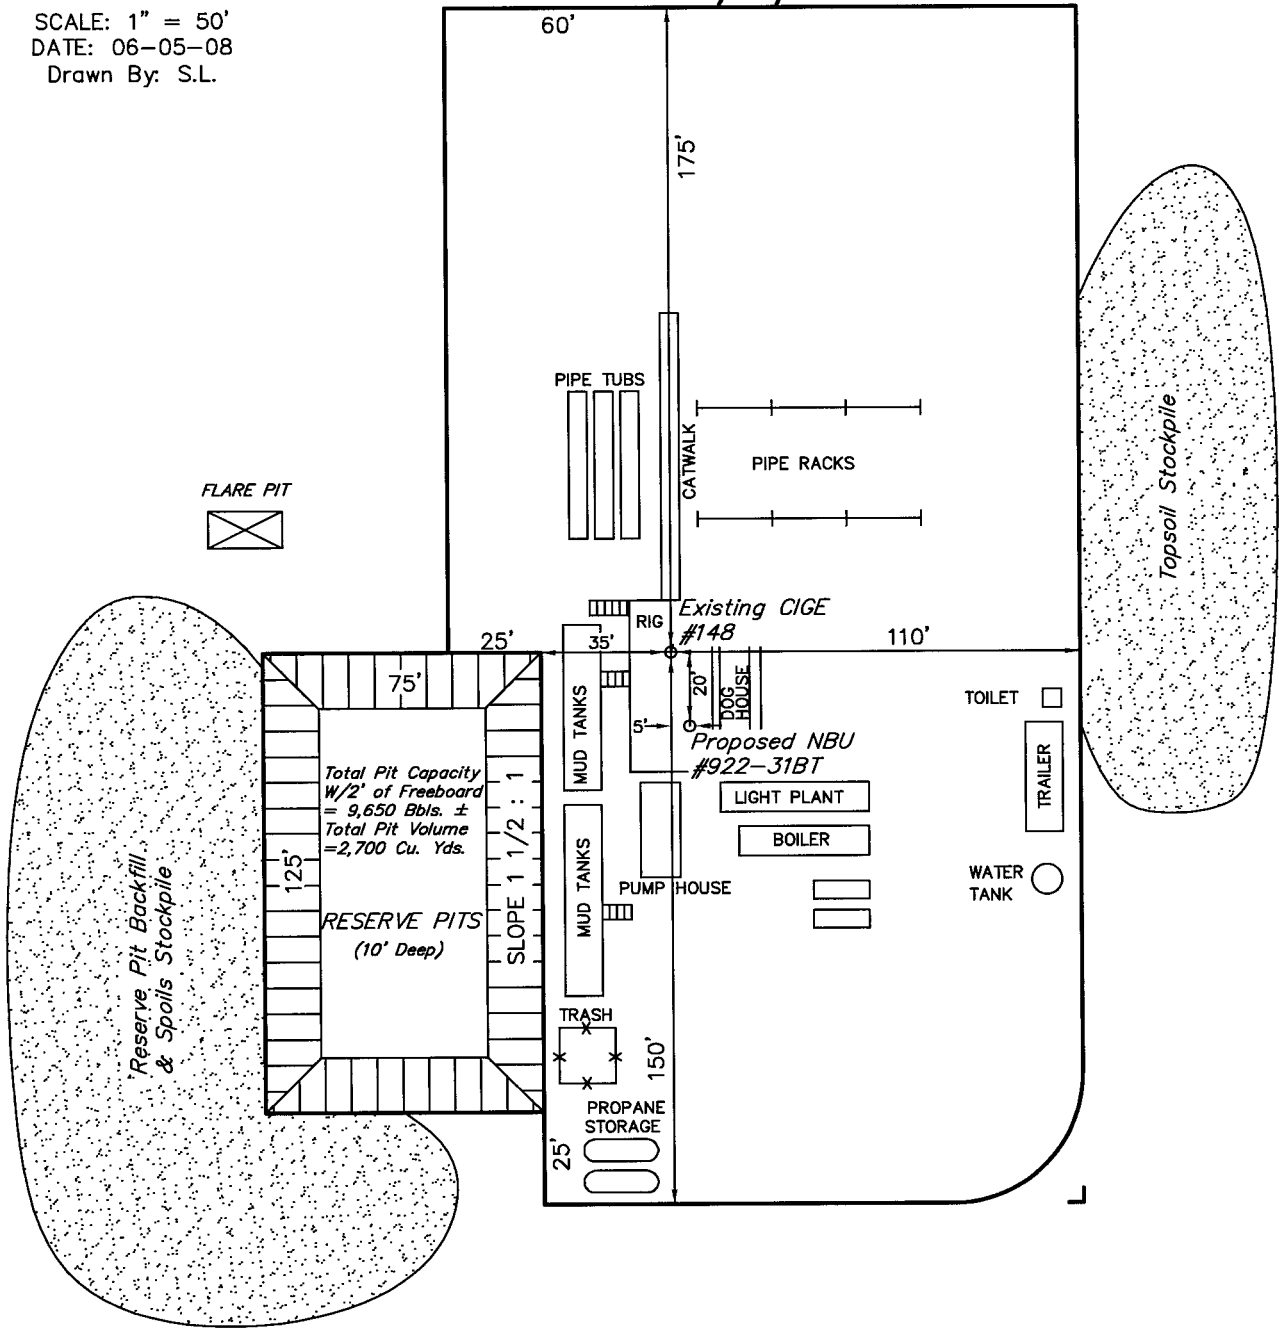 SCALE: 1" = 50'
DATE: 06-05-08
Drawn By: S.L.
60'
175'
PIPE TUBS
CATWALK
PIPE RACKS
Topsoil Stockpile
FLARE PIT
RIG
Existing CIGE
#148
25'
35'
110'
75'
20'
DOG
HOUSE
5'
TOILET
Proposed NBU
#922-31BT
MUD TANKS
TRAILER
LIGHT PLANT
BOILER
Total Pit Capacity
W/2' of Freeboard
= 9,650 Bbls. ±
Total Pit Volume
=2,700 Cu. Yds.
SLOPE 1 1/2 : 1
125'
RESERVE PITS
(10' Deep)
MUD TANKS
PUMP HOUSE
WATER
TANK
Reserve Pit Backfill
& Spoils Stockpile
TRASH
150'
PROPANE
STORAGE
25'